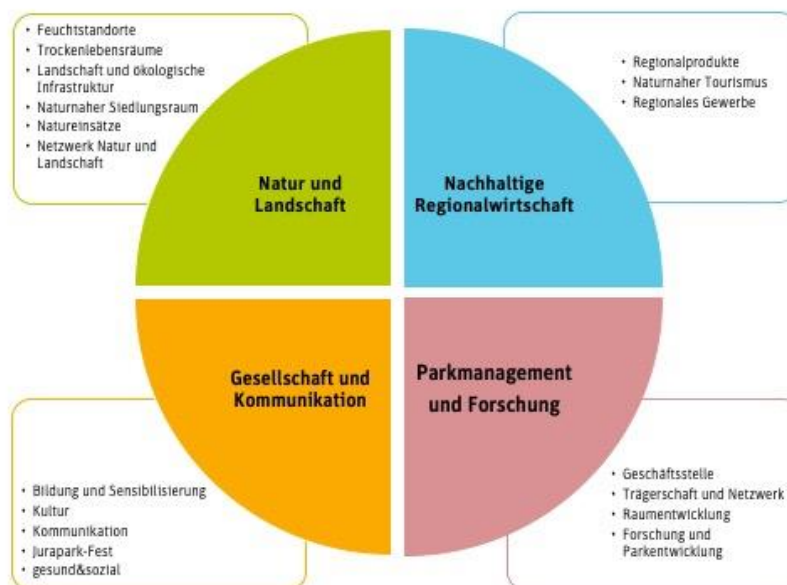 • Feuchtstandorte
• Trockenlebensräume
• Landschaft und ökologische
Infrastruktur
• Naturnaher Siedlungsraum
• Natureinsätze
• Netzwerk Natur und
Landschaft
• Regionalprodukte
• Naturnaher Tourismus
• Regionales Gewerbe
Natur und
Landschaft
Nachhaltige
Regionalwirtschaft
Gesellschaft und
Kommunikation
Parkmanagement
und Forschung
• Bildung und Sensibilisierung
• Kultur
• Kommunikation
• Jurapark-Fest
• gesund&sozial
• Geschäftsstelle
• Trägerschaft und Netzwerk
• Raumentwicklung
• Forschung und
Parkentwicklung